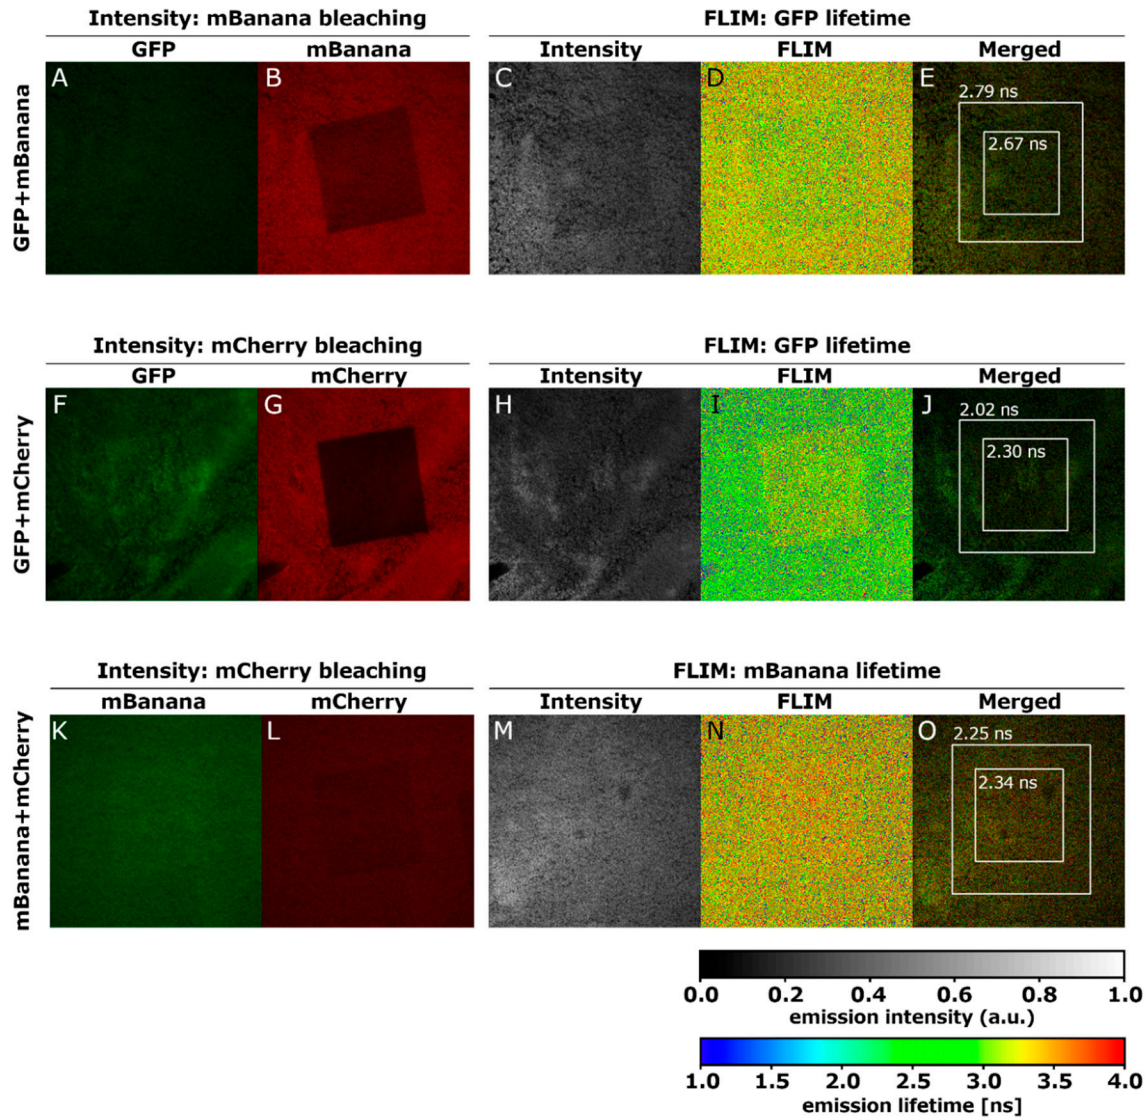 Intensity: mBanana bleaching
FLIM: GFP lifetime
GFP
mBanana
Intensity
FLIM
Merged
GFP+mBanana
A
B
C
D
E
2.79 ns
2.67 ns
Intensity: mCherry bleaching
FLIM: GFP lifetime
GFP
mCherry
Intensity
FLIM
Merged
GFP+mCherry
F
G
H
I
J
2.02 ns
2.30 ns
Intensity: mCherry bleaching
FLIM: mBanana lifetime
mBanana
mCherry
Intensity
FLIM
Merged
mBanana+mCherry
K
L
M
N
O
2.25 ns
2.34 ns
0.0 0.2 0.4 0.6 0.8 1.0
emission intensity (a.u.)
1.0 1.5 2.0 2.5 3.0 3.5 4.0
emission lifetime [ns]